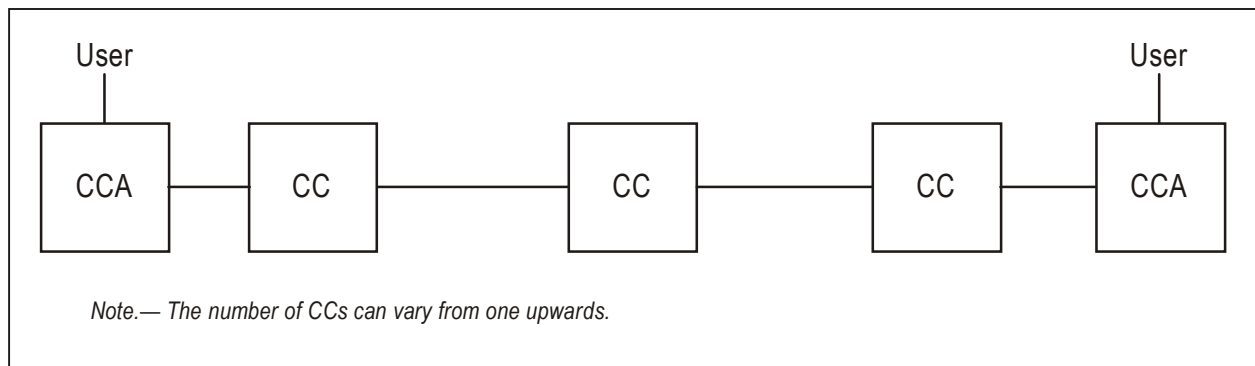 User
User
CCA
CC
CC
CC
CCA
Note.— The number of CCs can vary from one upwards.